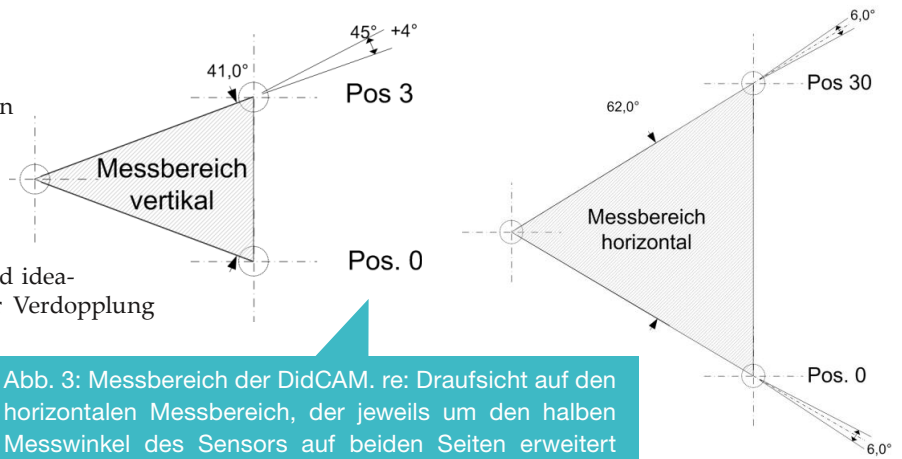 n
d idea-
r Verdopplung
45° +4°
41,0°
Pos 3
Messbereich
vertikal
Pos. 0
6,0°
Pos 30
62,0°
Messbereich
horizontal
Pos. 0
6,0°
Abb. 3: Messbereich der DidCAM. re: Draufsicht auf den
horizontalen Messbereich, der jeweils um den halben
Messwinkel des Sensors auf beiden Seiten erweitert